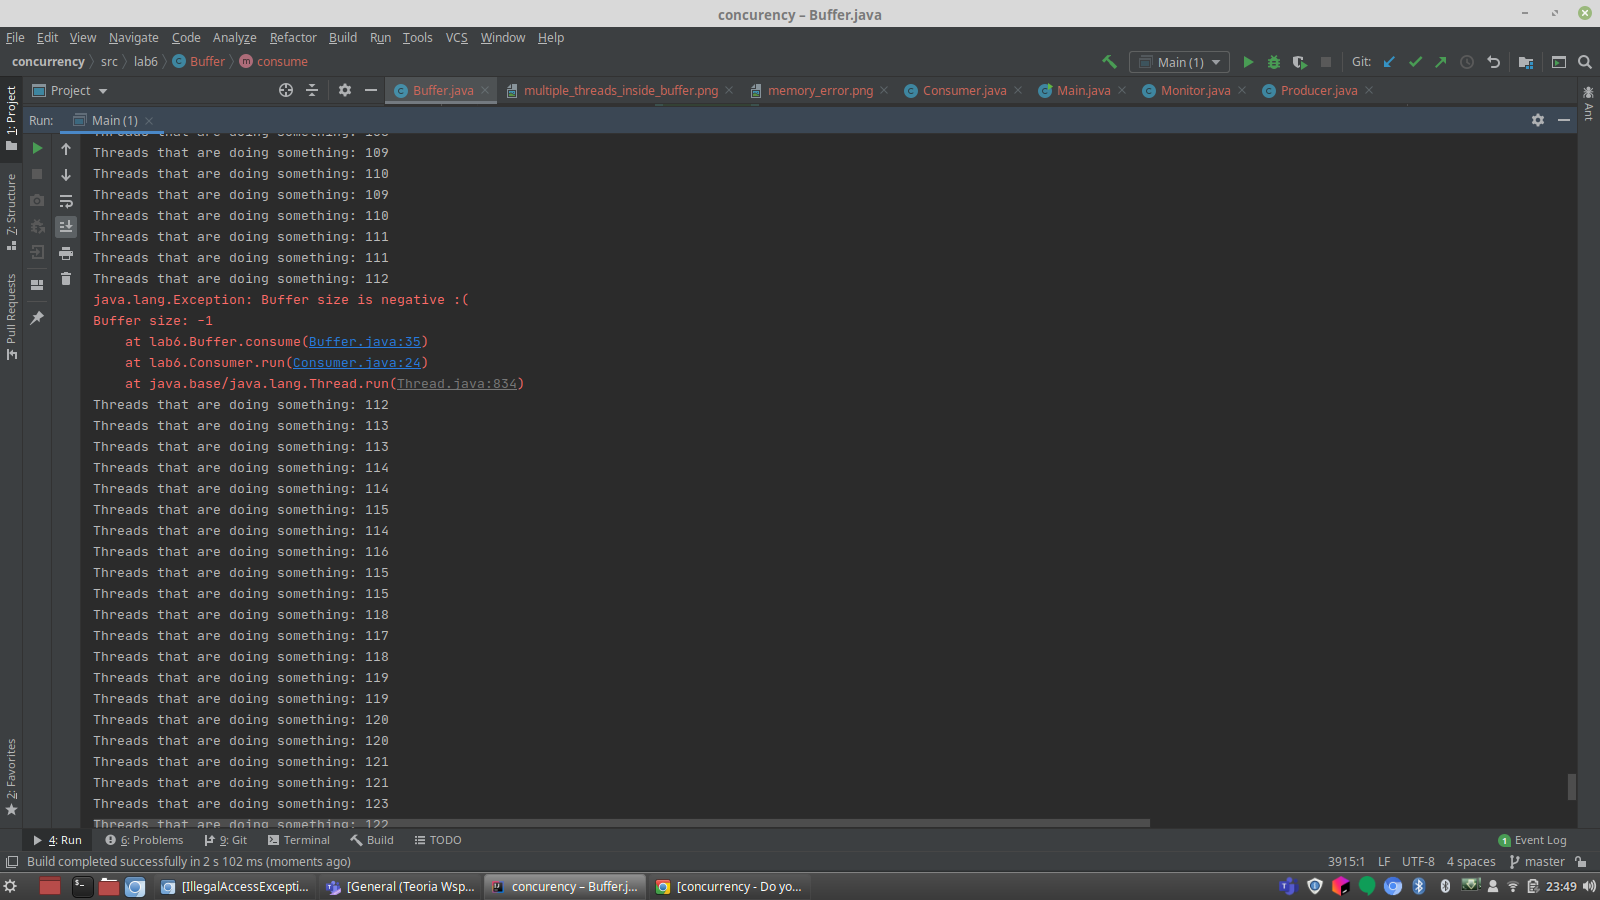 concurency – Buffer.java
File Edit View Navigate Code Analyze Refactor Build Run Tools VCS Window Help
concurrency src lab6 Buffer consume Main (1) Git:
Project Buffer.java multiple_threads_inside_buffer.png memory_error.png Consumer.java Main.java Monitor.java Producer.java
Run: Main (1)
1: Project
7: Structure
Pull Requests
2: Favorites
Ant
Threads that are doing something: 108
Threads that are doing something: 109
Threads that are doing something: 110
Threads that are doing something: 109
Threads that are doing something: 110
Threads that are doing something: 111
Threads that are doing something: 111
Threads that are doing something: 112
java.lang.Exception: Buffer size is negative :(
Buffer size: -1
at lab6.Buffer.consume(Buffer.java:35)
at lab6.Consumer.run(Consumer.java:24)
at java.base/java.lang.Thread.run(Thread.java:834)
Threads that are doing something: 112
Threads that are doing something: 113
Threads that are doing something: 113
Threads that are doing something: 114
Threads that are doing something: 114
Threads that are doing something: 115
Threads that are doing something: 114
Threads that are doing something: 116
Threads that are doing something: 115
Threads that are doing something: 115
Threads that are doing something: 118
Threads that are doing something: 117
Threads that are doing something: 118
Threads that are doing something: 119
Threads that are doing something: 119
Threads that are doing something: 120
Threads that are doing something: 120
Threads that are doing something: 121
Threads that are doing something: 121
Threads that are doing something: 123
Threads that are doing something: 122
4: Run 6: Problems 9: Git Terminal Build TODO 1 Event Log
Build completed successfully in 2 s 102 ms (moments ago) 3915:1 LF UTF-8 4 spaces master
[IllegalAccessExcepti... [General (Teoria Wsp... concurency – Buffer.j... [concurrency - Do yo... 23:49